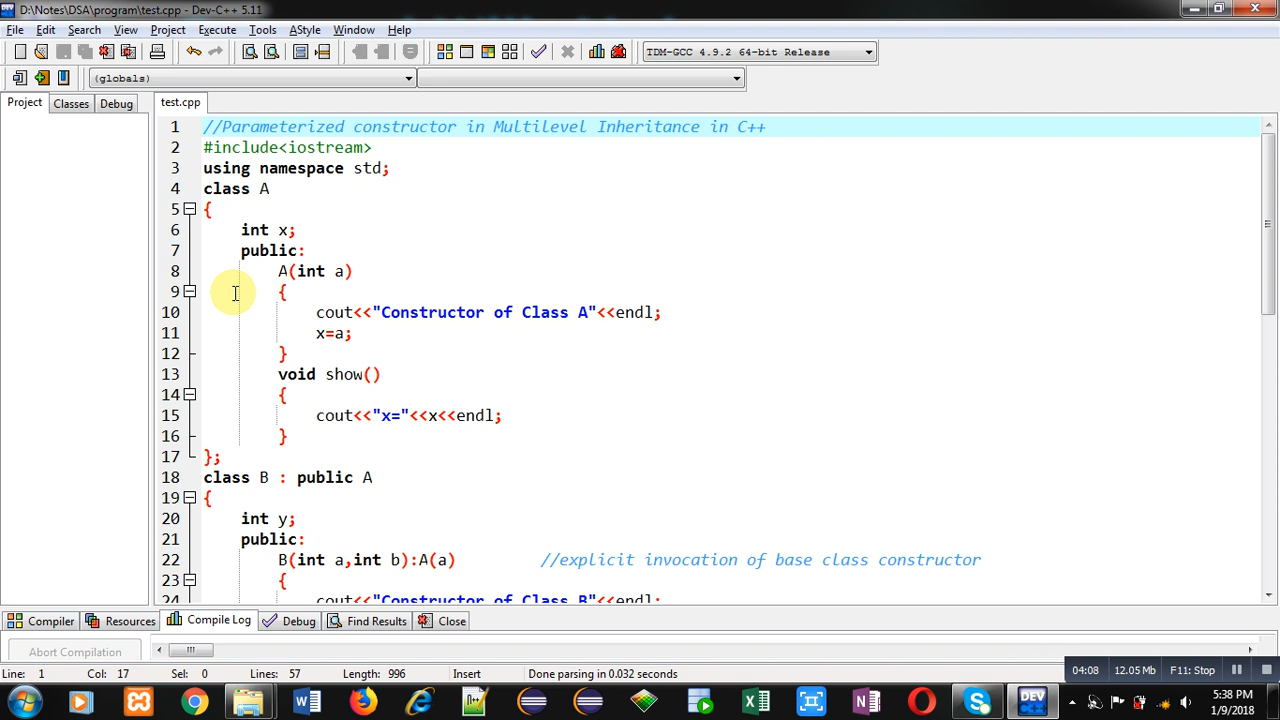 D:\Notes\DSA\program\test.cpp - Dev-C++ 5.11
File Edit Search View Project Execute Tools AStyle Window Help
TDM-GCC 4.9.2 64-bit Release
(globals)
Project Classes Debug test.cpp
1 //Parameterized constructor in Multilevel Inheritance in C++
2 #include<iostream>
3 using namespace std;
4 class A
5 {
6 int x;
7 public:
8 A(int a)
9 {
10 cout<<"Constructor of Class A"<<endl;
11 x=a;
12 }
13 void show()
14 {
15 cout<<"x="<<x<<endl;
16 }
17 };
18 class B : public A
19 {
20 int y;
21 public:
22 B(int a,int b):A(a) //explicit invocation of base class constructor
23 {
24 cout<<"Constructor of Class B"<<endl;
Compiler Resources Compile Log Debug Find Results Close
Abort Compilation
Line: 1 Col: 17 Sel: 0 Lines: 57 Length: 996 Insert Done parsing in 0.032 seconds
04:08 12.05 Mb F11: Stop
DEV
5:38 PM
1/9/2018